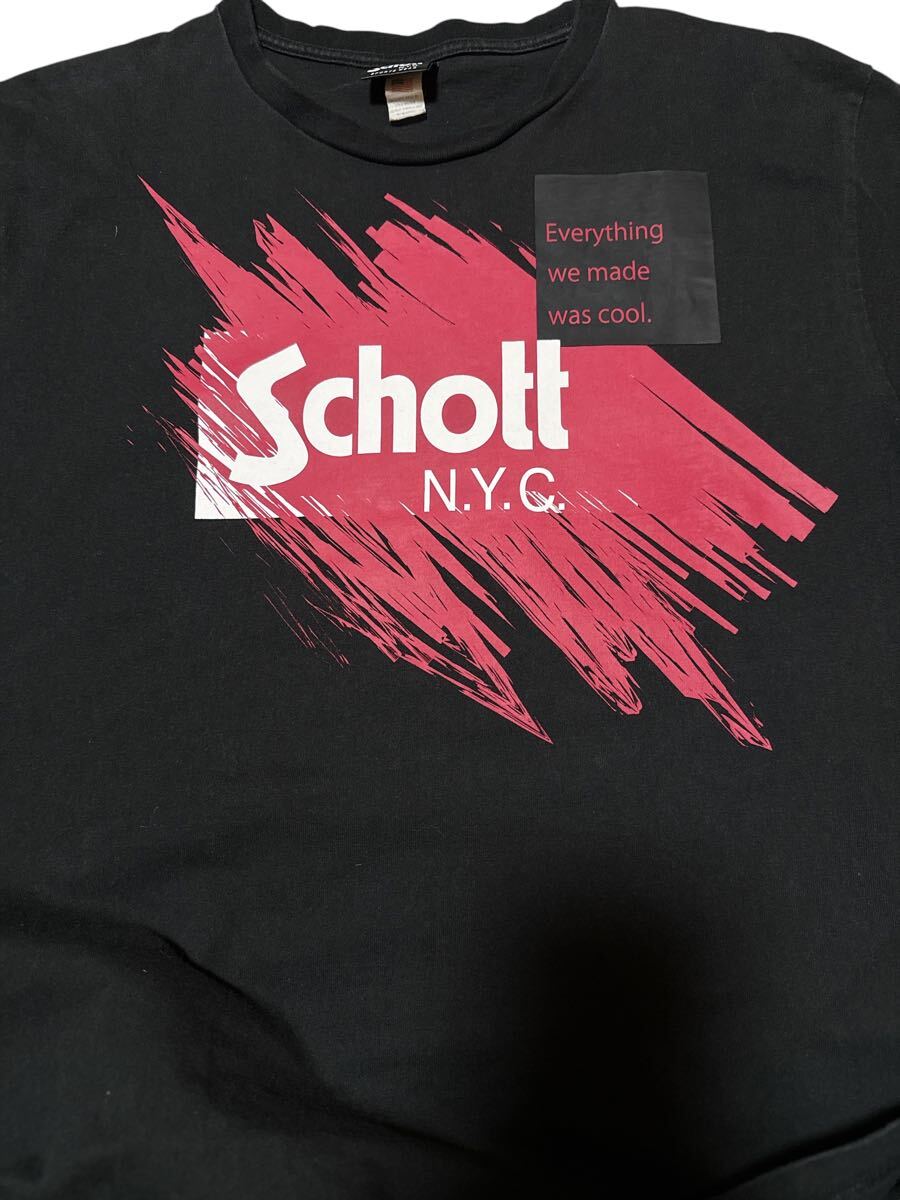 Everything
we made
was cool.
Schott
N.Y.C.